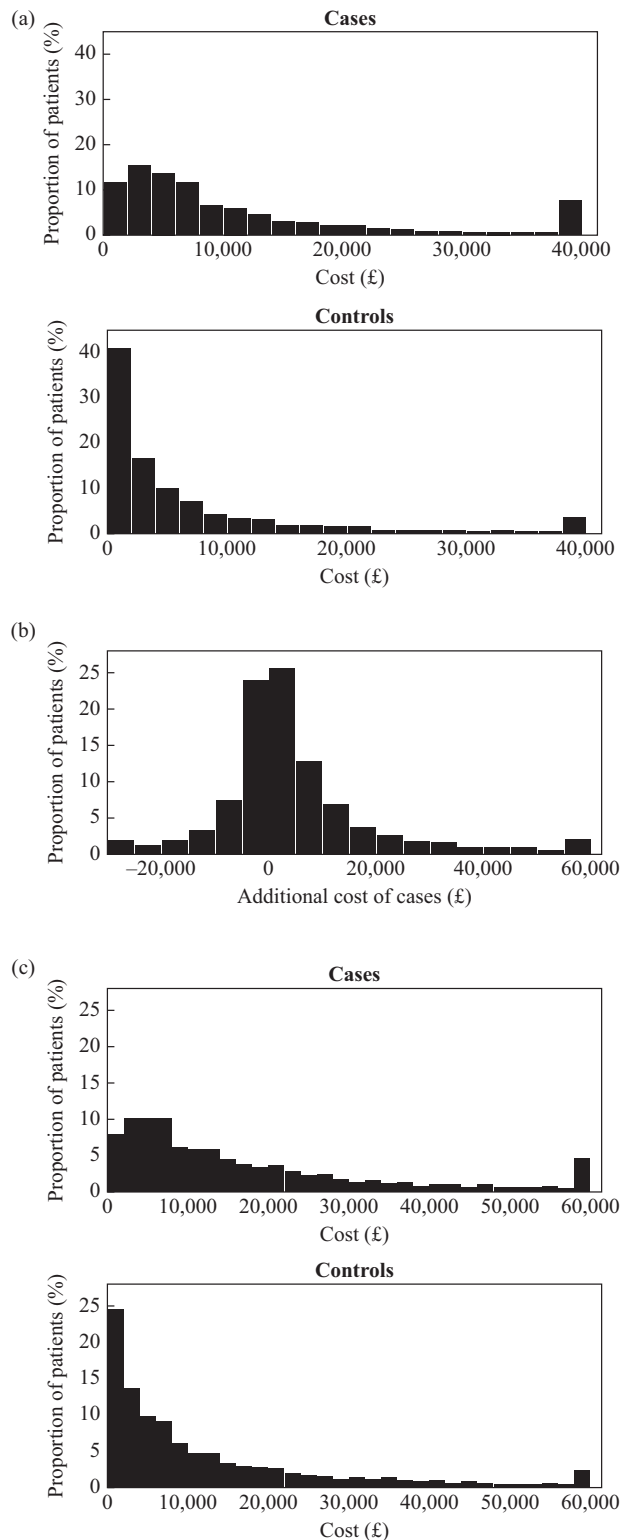 (a)
Cases
Proportion of patients (%)
40
30
20
10
0
0 10,000 20,000 30,000 40,000
Cost (£)
Controls
Proportion of patients (%)
40
30
20
10
0
0 10,000 20,000 30,000 40,000
Cost (£)
(b)
Proportion of patients (%)
25
20
15
10
5
0
–20,000 0 20,000 40,000 60,000
Additional cost of cases (£)
(c)
Cases
Proportion of patients (%)
25
20
15
10
5
0
0 10,000 20,000 30,000 40,000 50,000 60,000
Cost (£)
Controls
Proportion of patients (%)
25
20
15
10
5
0
0 10,000 20,000 30,000 40,000 50,000 60,000
Cost (£)